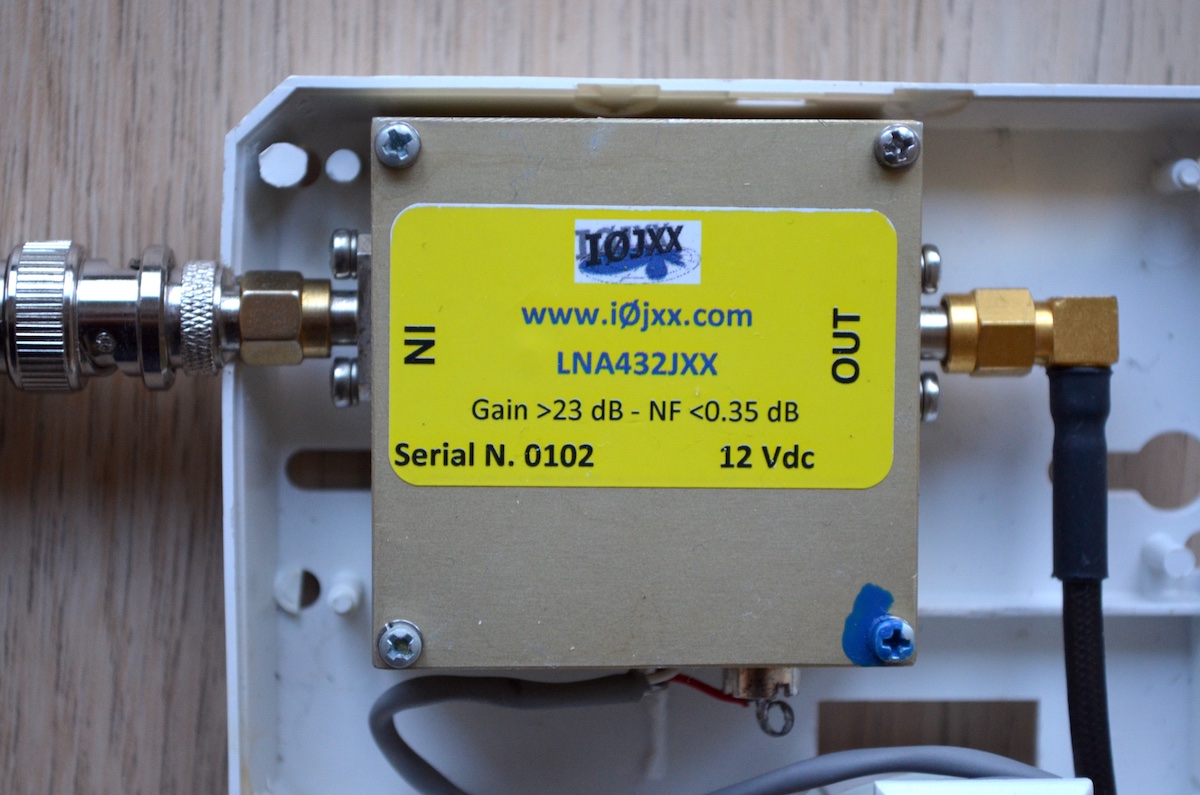 IØJXX
www.iØjxx.com
LNA432JXX
IN
OUT
Gain >23 dB - NF <0.35 dB
Serial N. 0102
12 Vdc